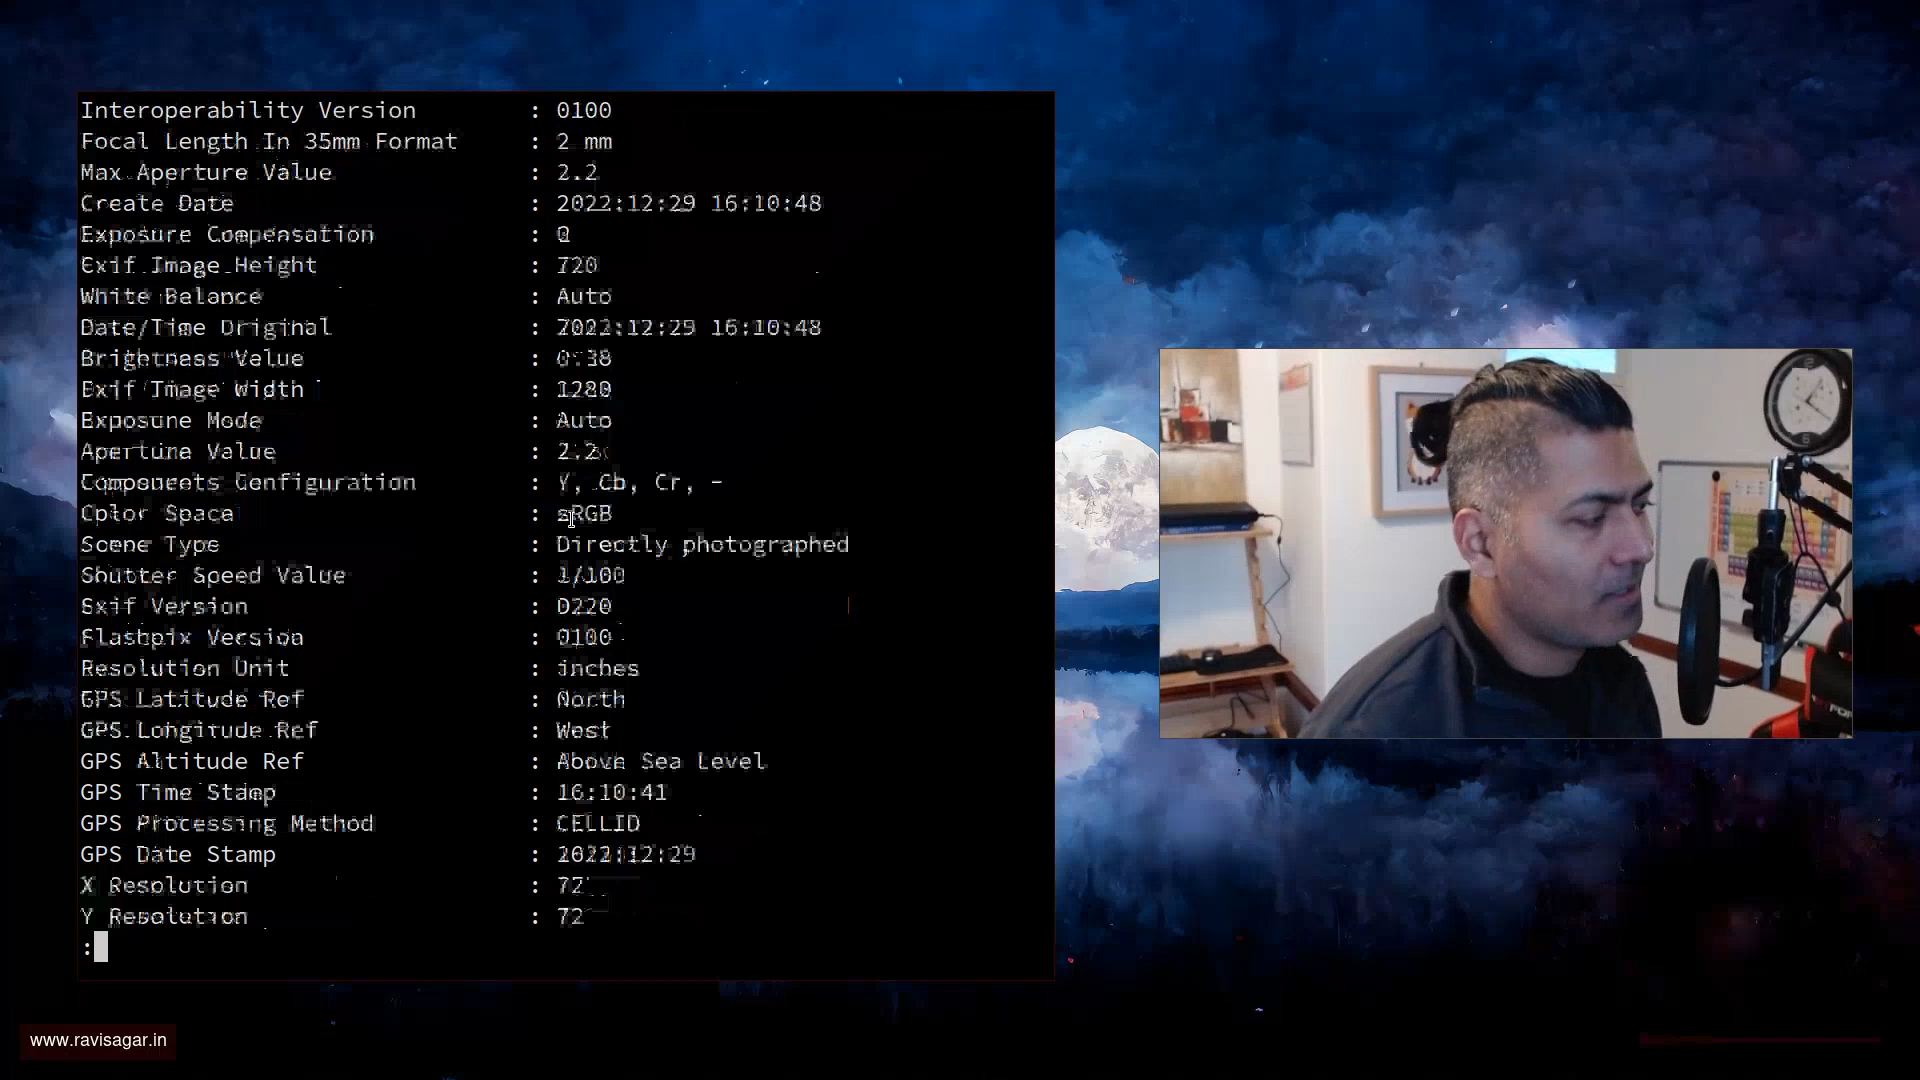 Interoperability Version : 0100
Focal Length In 35mm Format : 2 mm
Max Aperture Value : 2.2
Create Date : 2022:12:29 16:10:48
Exposure Compensation :
Exif Image Height : 720
White Balance : Auto
Date/Time Original : 2022:12:29 16:10:48
Brightness Value : 0.38
Exif Image Width : 1280
Exposure Mode : Auto
Aperture Value : 2.2
Components Configuration : Y, Cb, Cr, -
Color Space : sRGB
Scene Type : Directly photographed
Shutter Speed Value : 1/100
Exif Version : 0220
Flashpix Version : 0100
Resolution Unit : inches
GPS Latitude Ref : North
GPS Longitude Ref : West
GPS Altitude Ref : Above Sea Level
GPS Time Stamp : 16:10:41
GPS Processing Method : CELLID
GPS Date Stamp : 2022:12:29
X Resolution : 72
Y Resolution : 72
:
www.ravisagar.in